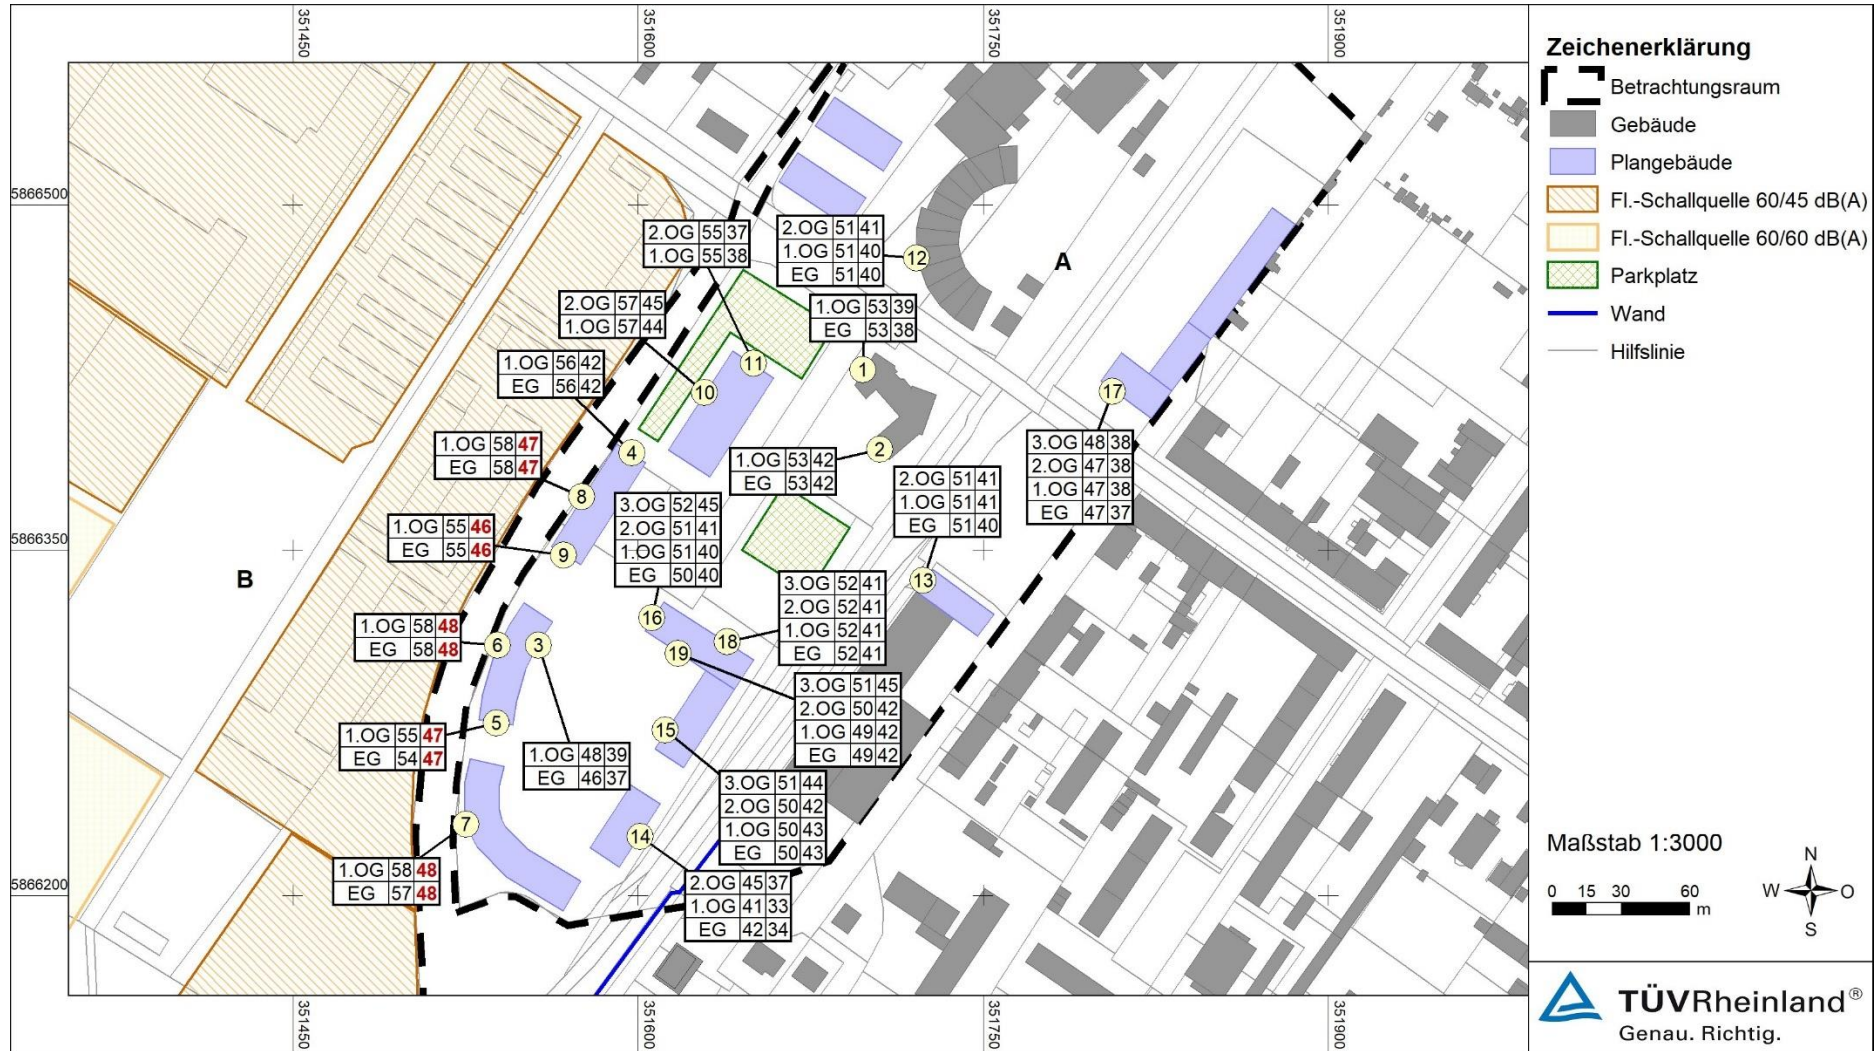 351450
351600
351750
351900
5866500
5866350
5866200
2.OG 55 37
1.OG 55 38
11
2.OG 51 41
1.OG 51 40
EG 51 40
12
A
2.OG 57 45
1.OG 57 44
10
1.OG 53 39
EG 53 38
1
1.OG 56 42
EG 56 42
4
17
3.OG 48 38
2.OG 47 38
1.OG 47 38
EG 47 37
1.OG 58 47
EG 58 47
8
1.OG 53 42
EG 53 42
2
2.OG 51 41
1.OG 51 41
EG 51 40
13
3.OG 52 45
2.OG 51 41
1.OG 51 40
EG 50 40
16
1.OG 55 46
EG 55 46
9
B
3.OG 52 41
2.OG 52 41
1.OG 52 41
EG 52 41
18
1.OG 58 48
EG 58 48
6
3
19
3.OG 51 45
2.OG 50 42
1.OG 49 42
EG 49 42
1.OG 55 47
EG 54 47
5
1.OG 48 39
EG 46 37
15
3.OG 51 44
2.OG 50 42
1.OG 50 43
EG 50 43
7
1.OG 58 48
EG 57 48
14
2.OG 45 37
1.OG 41 33
EG 42 34
351450
351600
351750
351900
Zeichenerklärung
Betrachtungsraum
Gebäude
Plangebäude
Fl.-Schallquelle 60/45 dB(A)
Fl.-Schallquelle 60/60 dB(A)
Parkplatz
Wand
Hilfslinie
Maßstab 1:3000
0 15 30 60
m
N
W O
S
TÜVRheinland®
Genau. Richtig.